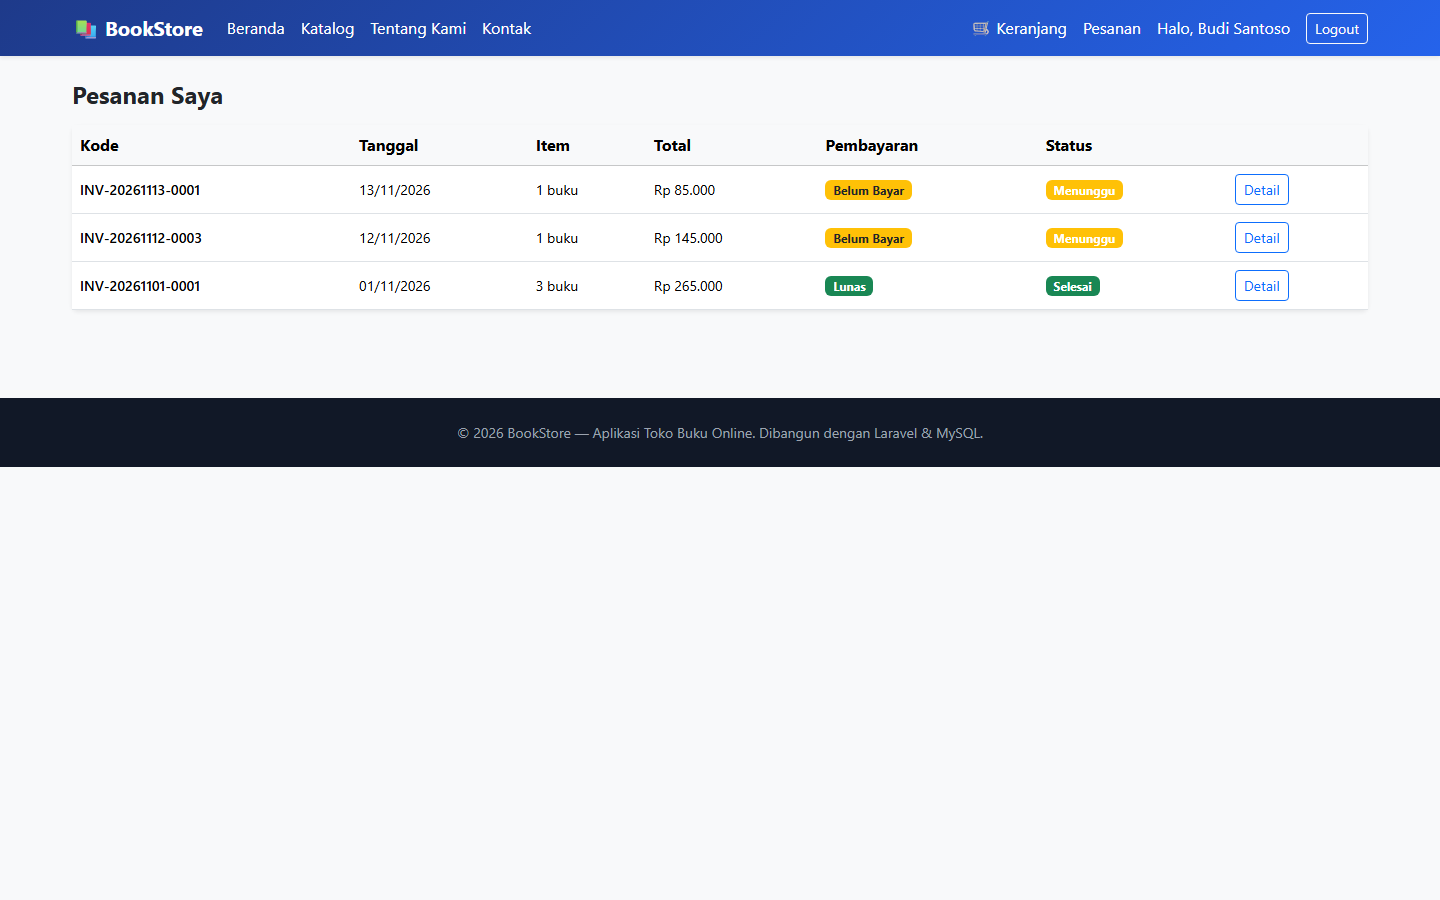 BookStore Beranda Katalog Tentang Kami Kontak Keranjang Pesanan Halo, Budi Santoso Logout
Pesanan Saya
Kode Tanggal Item Total Pembayaran Status
INV-20261113-0001 13/11/2026 1 buku Rp 85.000 Belum Bayar Menunggu Detail
INV-20261112-0003 12/11/2026 1 buku Rp 145.000 Belum Bayar Menunggu Detail
INV-20261101-0001 01/11/2026 3 buku Rp 265.000 Lunas Selesai Detail
© 2026 BookStore — Aplikasi Toko Buku Online. Dibangun dengan Laravel & MySQL.